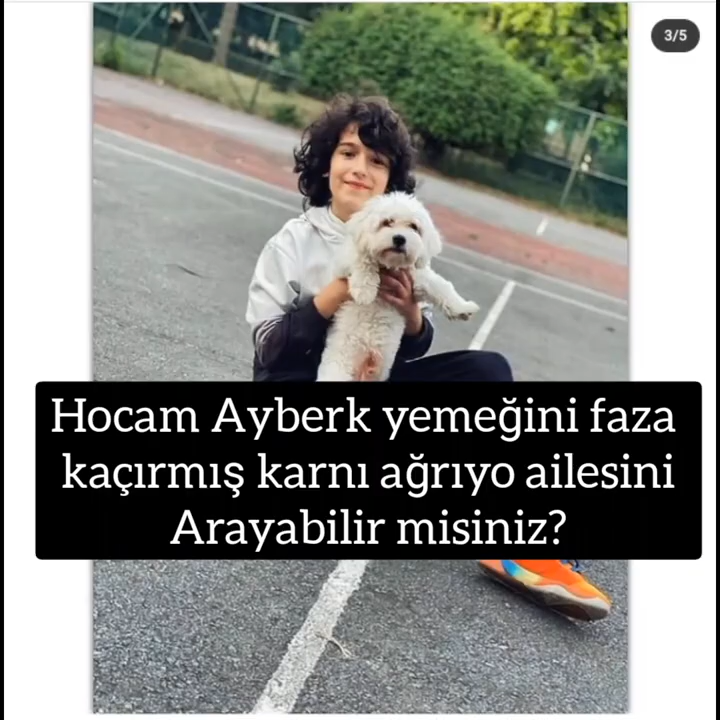 3/5
Hocam Ayberk yemeğini faza
kaçırmış karnı ağrıyo ailesini
Arayabilir misiniz?